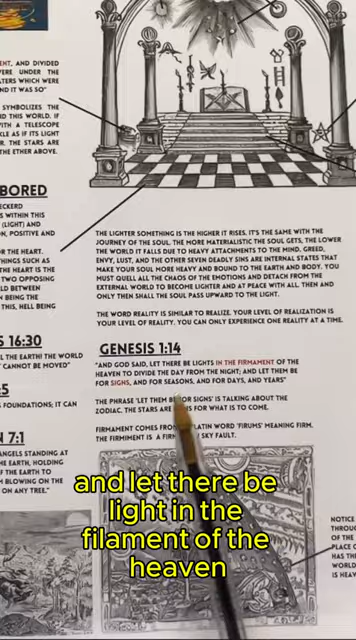 ENT, AND DIVIDED
ERE UNDER THE
TERS WHICH WERE
ND IT WAS SO"
SYMBOLIZES THE
D THIS WORLD. IF
WITH A TELESCOPE
CLE AS IF ITS LIGHT
R. THE STARS ARE
THE ETHER ABOVE.
BORED
ECKERD
S WITHIN THIS
(LIGHT) AND
N, POSITIVE AND
R THE HEART.
HINGS SUCH AS
HE HEART IS THE
TWO OPPOSING
LD BETWEEN
N BEING THE
THIS, HELL BEING
S 16:30
L THE EARTH! THE WORLD
CANNOT BE MOVED"
:5
FOUNDATIONS; IT CAN
N 7:1
ANGELS STANDING AT
HE EARTH, HOLDING
F THE EARTH TO
M BLOWING ON THE
ON ANY TREE."
THE LIGHTER SOMETHING IS THE HIGHER IT RISES. IT'S THE SAME WITH THE
JOURNEY OF THE SOUL. THE MORE MATERIALISTIC THE SOUL GETS, THE LOWER
THE WORLD IT FALLS DUE TO HEAVY ATTACHMENTS TO THE MIND. GREED,
ENVY, LUST, AND THE OTHER SEVEN DEADLY SINS ARE INTERNAL STATES THAT
MAKE YOUR SOUL MORE HEAVY AND BOUND TO THE EARTH AND BODY. YOU
MUST QUELL ALL THE CHAOS OF THE EMOTIONS AND DETACH FROM THE
EXTERNAL WORLD TO BECOME LIGHTER AND AT PEACE WITH ALL. THEN AND
ONLY THEN SHALL THE SOUL PASS UPWARD TO THE LIGHT.
THE WORD REALITY IS SIMILAR TO REALIZE. YOUR LEVEL OF REALIZATION IS
YOUR LEVEL OF REALITY. YOU CAN ONLY EXPERIENCE ONE REALITY AT A TIME.
GENESIS 1:14
"AND GOD SAID, LET THERE BE LIGHTS IN THE FIRMAMENT OF THE
HEAVEN TO DIVIDE THE DAY FROM THE NIGHT; AND LET THEM BE
FOR SIGNS, AND FOR SEASONS, AND FOR DAYS, AND YEARS"
THE PHRASE 'LET THEM BE FOR SIGNS' IS TALKING ABOUT THE
ZODIAC. THE STARS ARE S FOR WHAT IS TO COME.
FIRMAMENT COMES FRO LATIN WORD 'FIRUMS' MEANING FIRM.
THE FIRMIMENT IS A FIRM SKY FAULT.
and let there be
light in the
filament of the
heaven
NOTICE
THROUG
OF THE
PLACE O
HAS THE
WORLD
IS HEAV